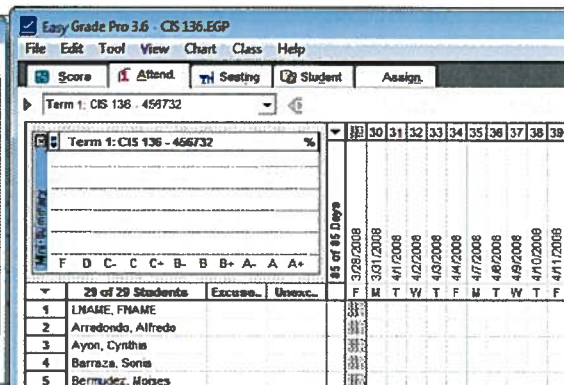 Easy Grade Pro 3.6 - CIS 136.EGP
File Edit Tool View Chart Class Help
Score Attend. Seating Student Assign.
Term 1: CIS 136 - 456732
Term 1: CIS 136 - 456732 %
30 31 32 33 34 35 36 37 38 39
85 of 85 Days
3/28/2008 3/31/2008 4/1/2008 4/2/2008 4/3/2008 4/4/2008 4/7/2008 4/8/2008 4/9/2008 4/10/2008 4/11/2008
F D C- C C+ B- B B+ A- A A+
F M T W T F M T W T F
29 of 29 Students Excuse... Unexc...
1 LNAME, FNAME
2 Arredondo, Alfredo
3 Ayon, Cynthia
4 Barraza, Sonia
5 Bermudez, Moises